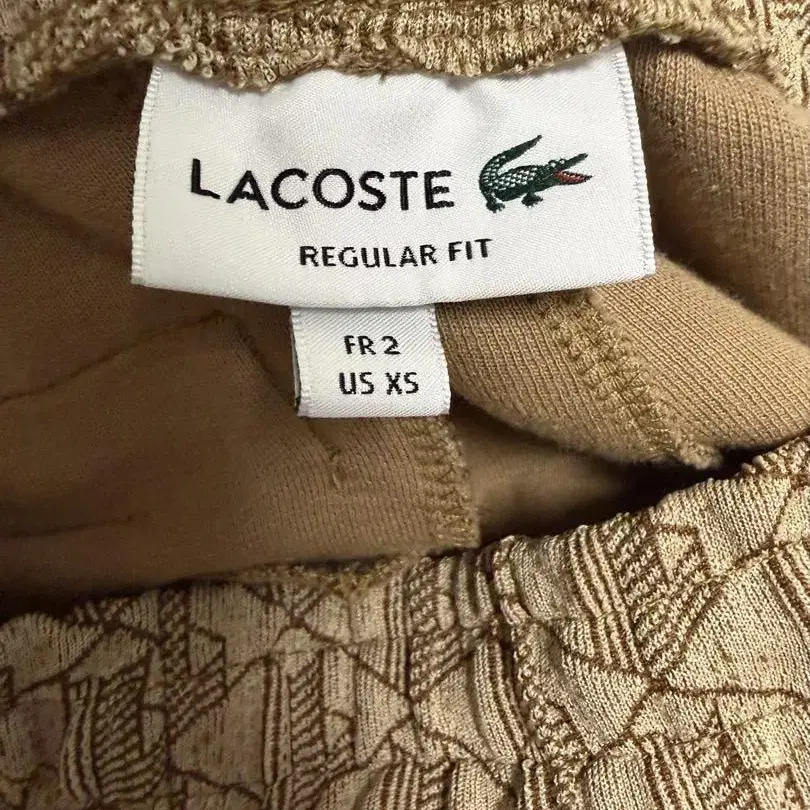 LACOSTE
REGULAR FIT
FR 2
US XS